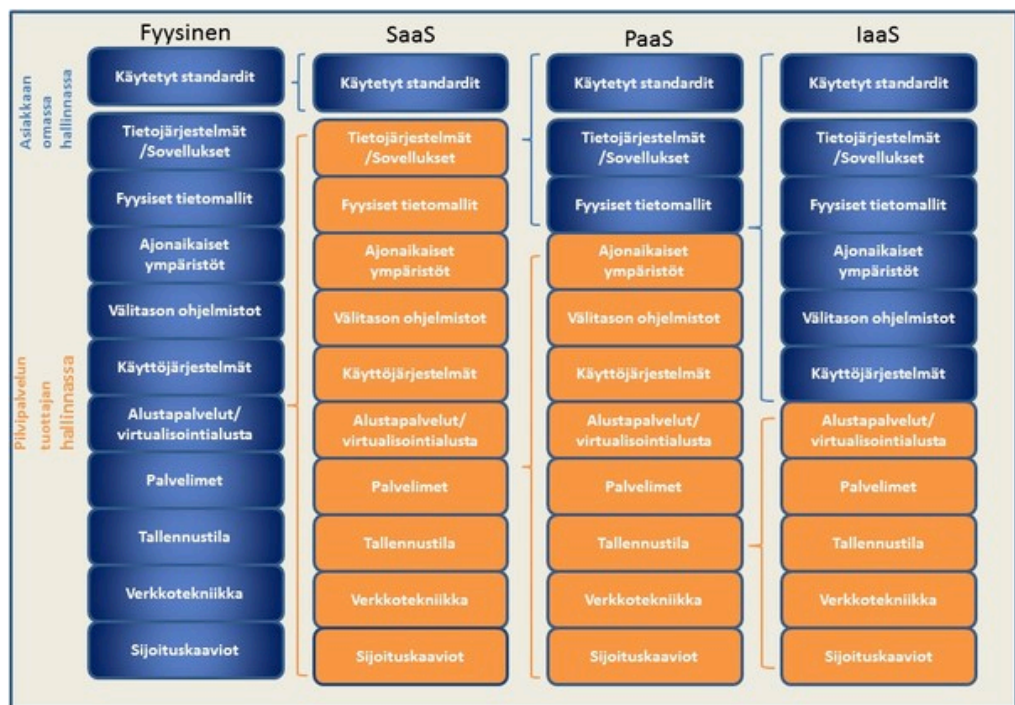 Fyysinen
SaaS
PaaS
IaaS
Asiakkaan
omassa
hallinnassa
Pilvipalvelun
tuottajan
hallinnassa
Käytetyt standardit
Tietojärjestelmät
/Sovellukset
Fyysiset tietomallit
Ajonaikaiset
ympäristöt
Välitason ohjelmistot
Käyttöjärjestelmät
Alustapalvelut/
virtualisointialusta
Palvelimet
Tallennustila
Verkkotekniikka
Sijoituskaaviot
Käytetyt standardit
Tietojärjestelmät
/Sovellukset
Fyysiset tietomallit
Ajonaikaiset
ympäristöt
Välitason ohjelmistot
Käyttöjärjestelmät
Alustapalvelut/
virtualisointialusta
Palvelimet
Tallennustila
Verkkotekniikka
Sijoituskaaviot
Käytetyt standardit
Tietojärjestelmät
/Sovellukset
Fyysiset tietomallit
Ajonaikaiset
ympäristöt
Välitason ohjelmistot
Käyttöjärjestelmät
Alustapalvelut/
virtualisointialusta
Palvelimet
Tallennustila
Verkkotekniikka
Sijoituskaaviot
Käytetyt standardit
Tietojärjestelmät
/Sovellukset
Fyysiset tietomallit
Ajonaikaiset
ympäristöt
Välitason ohjelmistot
Käyttöjärjestelmät
Alustapalvelut/
virtualisointialusta
Palvelimet
Tallennustila
Verkkotekniikka
Sijoituskaaviot